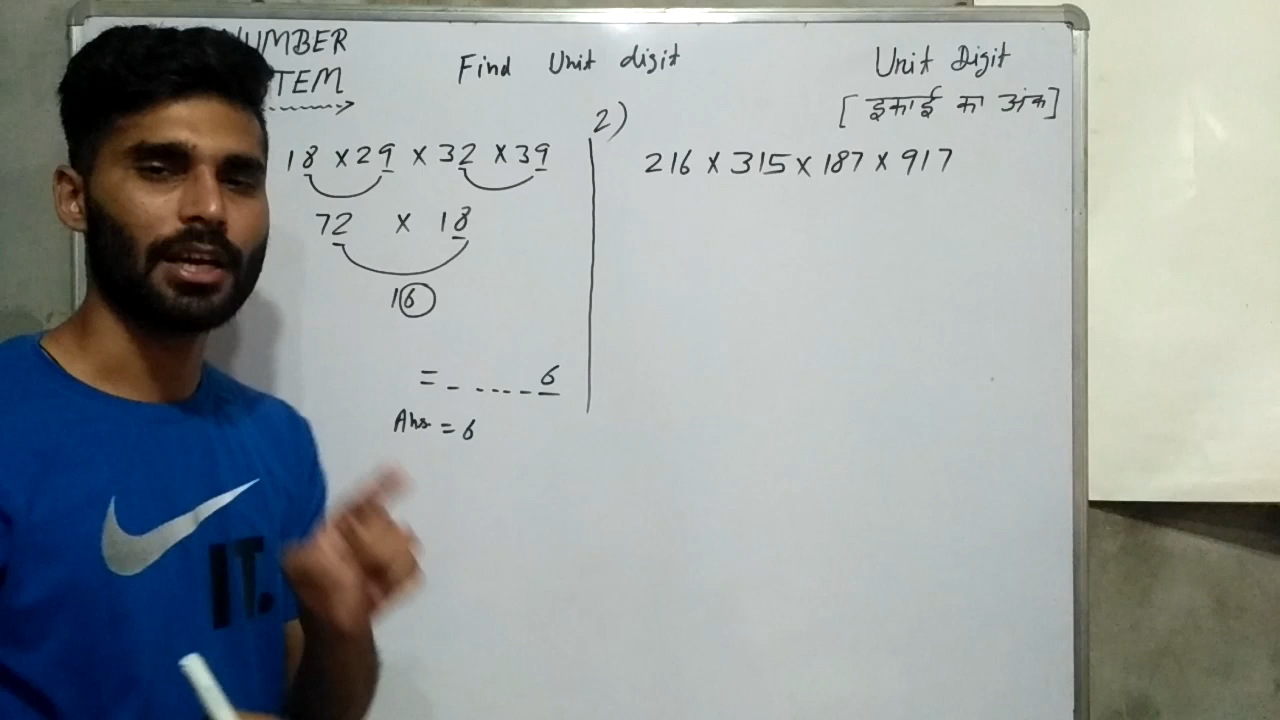 NUMBER
TEM
Find Unit digit
Unit Digit
[इकाई का अंक]
18 x 29 x 32 x 39
72 x 18
16
= _ _ _ _ _ 6
Ans = 6
2)
216 x 315 x 187 x 917
IT.